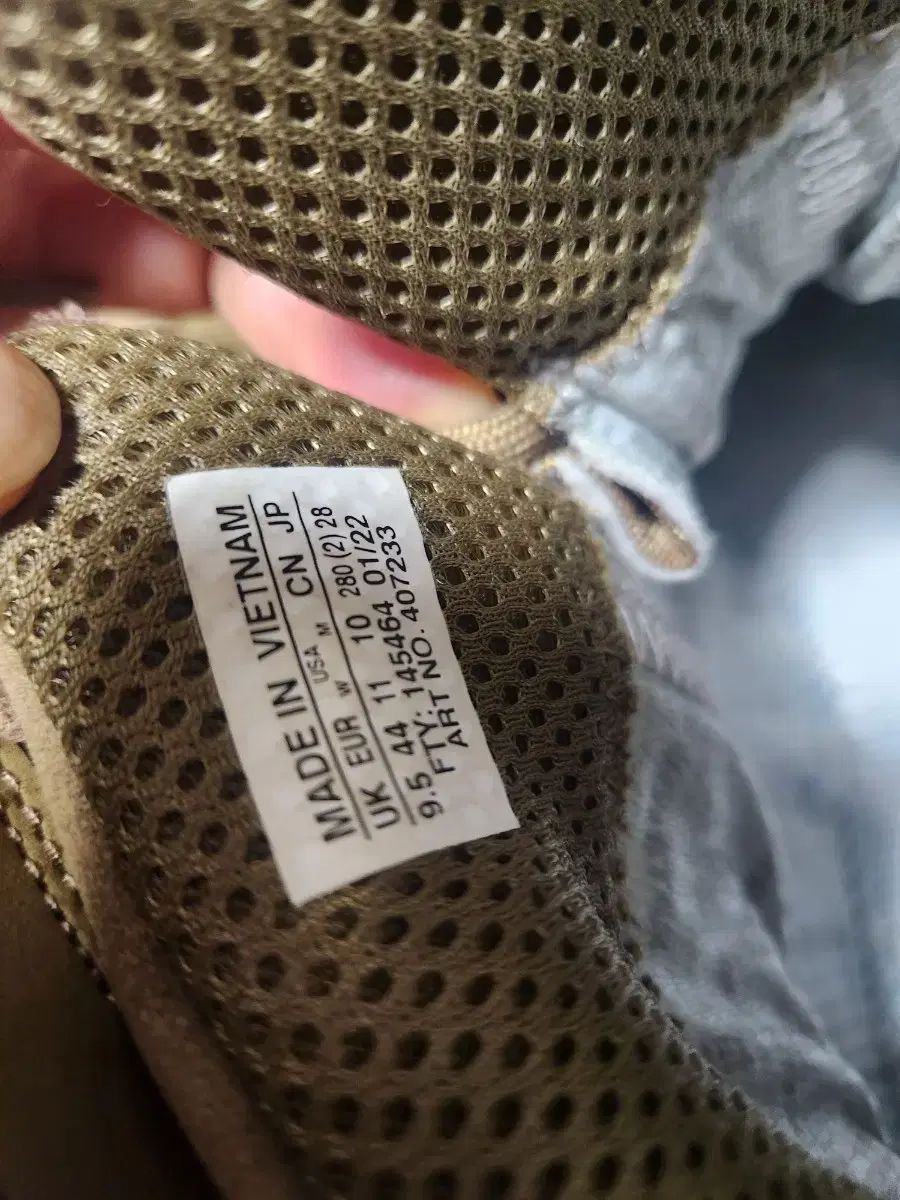 MADE IN VIETNAM
UK EUR USA W M CN JP
9.5 44 11 10 280(2) 28
FTY: 145464 01/22
ART NO. 407233